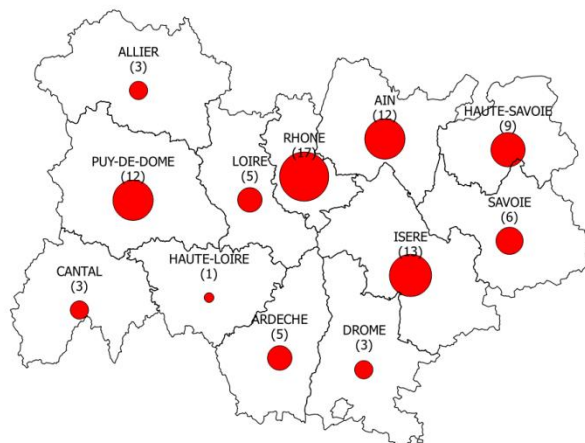 ALLIER
(3)
AIN
(12)
HAUTE-SAVOIE
(9)
RHONE
(17)
PUY-DE-DOME
(12)
LOIRE
(5)
SAVOIE
(6)
ISERE
(13)
HAUTE-LOIRE
(1)
CANTAL
(3)
ARDECHE
(5)
DROME
(3)